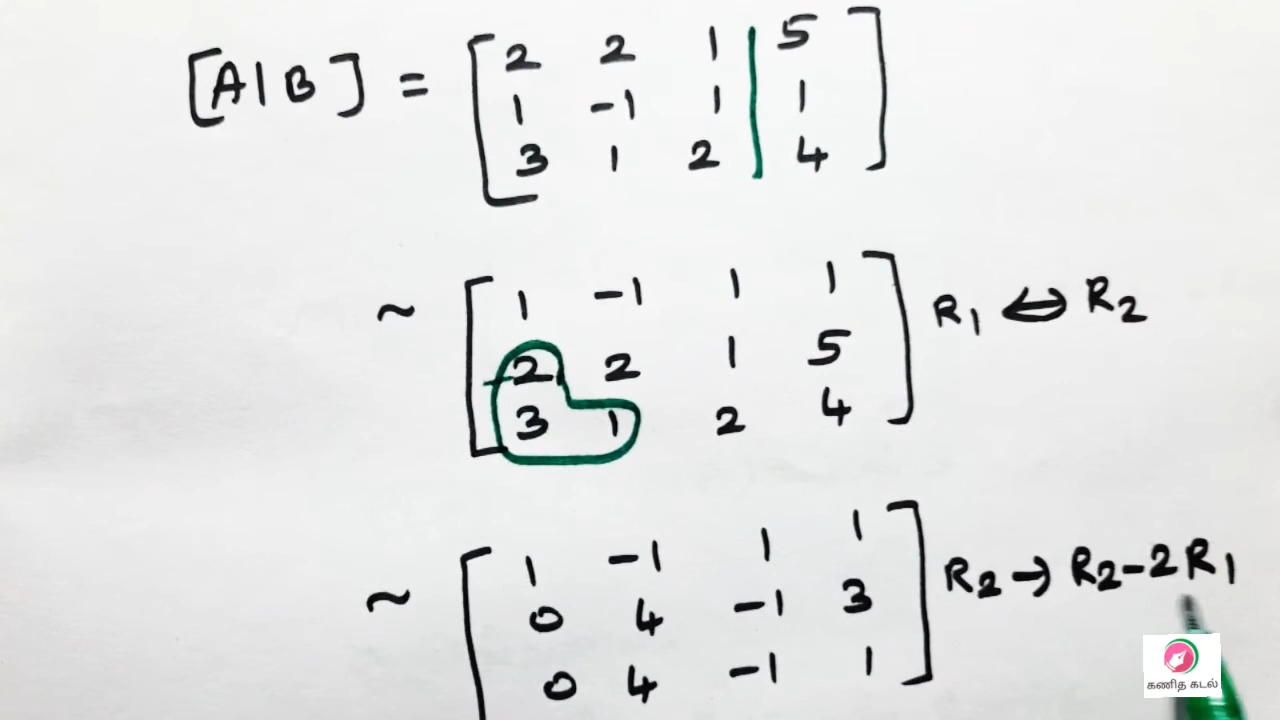 [A|B] = [ 2 2 1 | 5
1 -1 1 | 1
3 1 2 | 4 ]
~ [ 1 -1 1 1
2 2 1 5
3 1 2 4 ] R1 ⇔ R2
~ [ 1 -1 1 1
0 4 -1 3
0 4 -1 1 ] R2 → R2-2R1
கணித கடல்